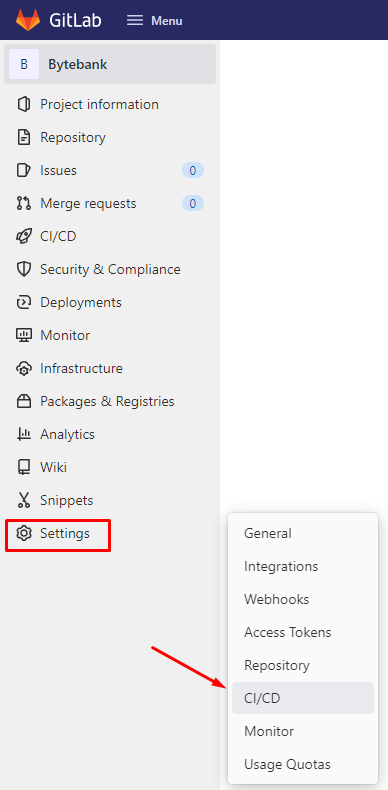 GitLab Menu
B Bytebank
Project information
Repository
Issues 0
Merge requests 0
CI/CD
Security & Compliance
Deployments
Monitor
Infrastructure
Packages & Registries
Analytics
Wiki
Snippets
Settings
General
Integrations
Webhooks
Access Tokens
Repository
CI/CD
Monitor
Usage Quotas